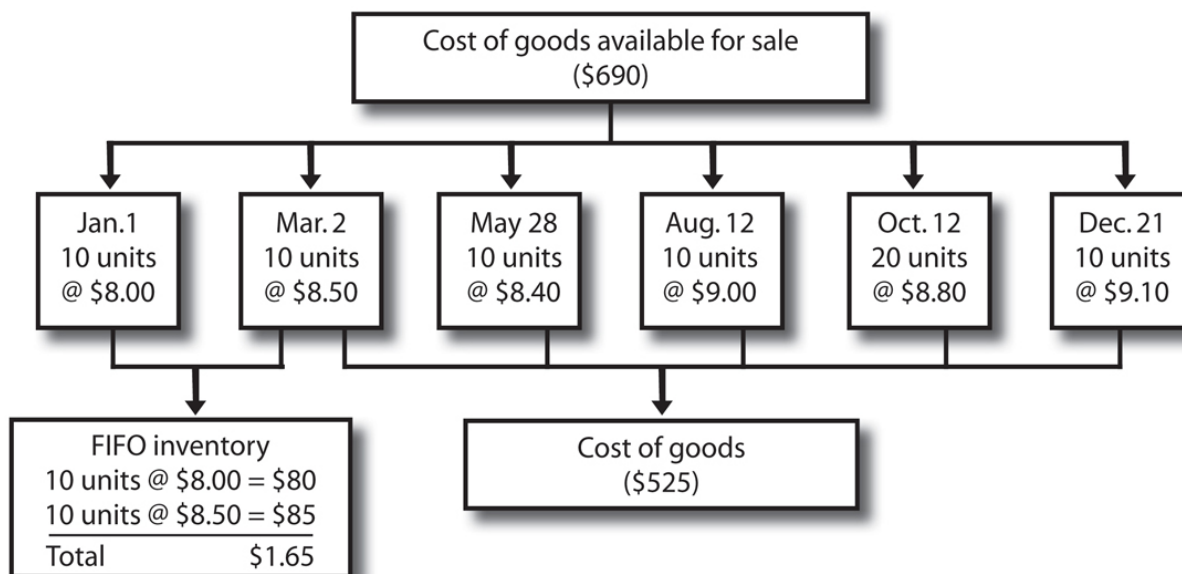 Cost of goods available for sale
($690)
Jan. 1
10 units
@ $8.00
Mar. 2
10 units
@ $8.50
May 28
10 units
@ $8.40
Aug. 12
10 units
@ $9.00
Oct. 12
20 units
@ $8.80
Dec. 21
10 units
@ $9.10
FIFO inventory
10 units @ $8.00 = $80
10 units @ $8.50 = $85
Total $1.65
Cost of goods
($525)